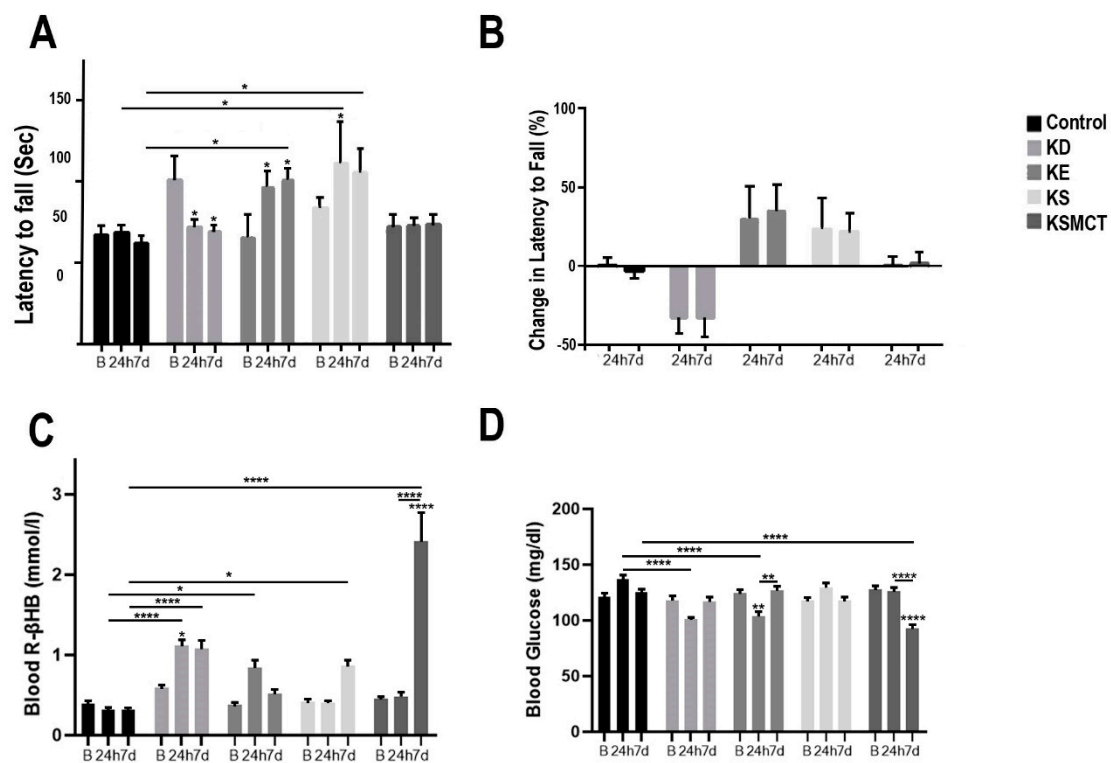 A
Latency to fall (Sec)
150
100
50
0
*
*
*
*
*
*
*
*
B 24h7d B 24h7d B 24h7d B 24h7d B 24h7d
B
Change in Latency to Fall (%)
100
50
0
-50
24h7d 24h7d 24h7d 24h7d 24h7d
Control
KD
KE
KS
KSMCT
C
Blood R-βHB (mmol/l)
3
2
1
0
****
****
****
*
*
****
****
*
B 24h7d B 24h7d B 24h7d B 24h7d B 24h7d
D
Blood Glucose (mg/dl)
200
150
100
50
0
****
****
****
**
**
****
****
B 24h7d B 24h7d B 24h7d B 24h7d B 24h7d